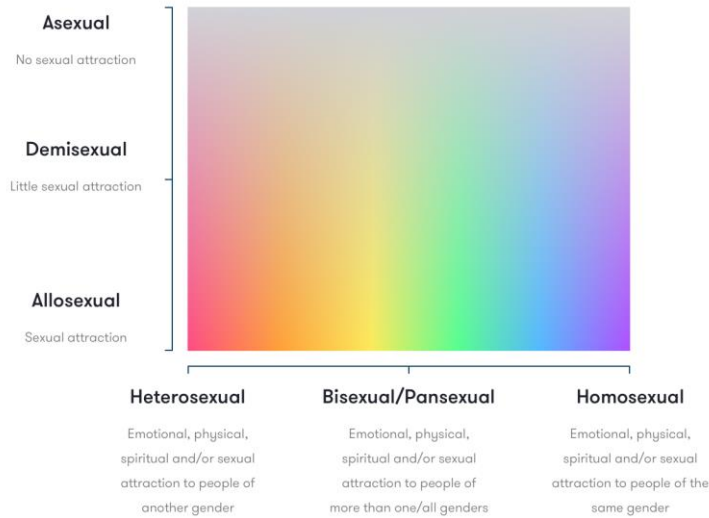 Asexual
No sexual attraction
Demisexual
Little sexual attraction
Allosexual
Sexual attraction
Heterosexual
Emotional, physical,
spiritual and/or sexual
attraction to people of
another gender
Bisexual/Pansexual
Emotional, physical,
spiritual and/or sexual
attraction to people of
more than one/all genders
Homosexual
Emotional, physical,
spiritual and/or sexual
attraction to people of the
same gender